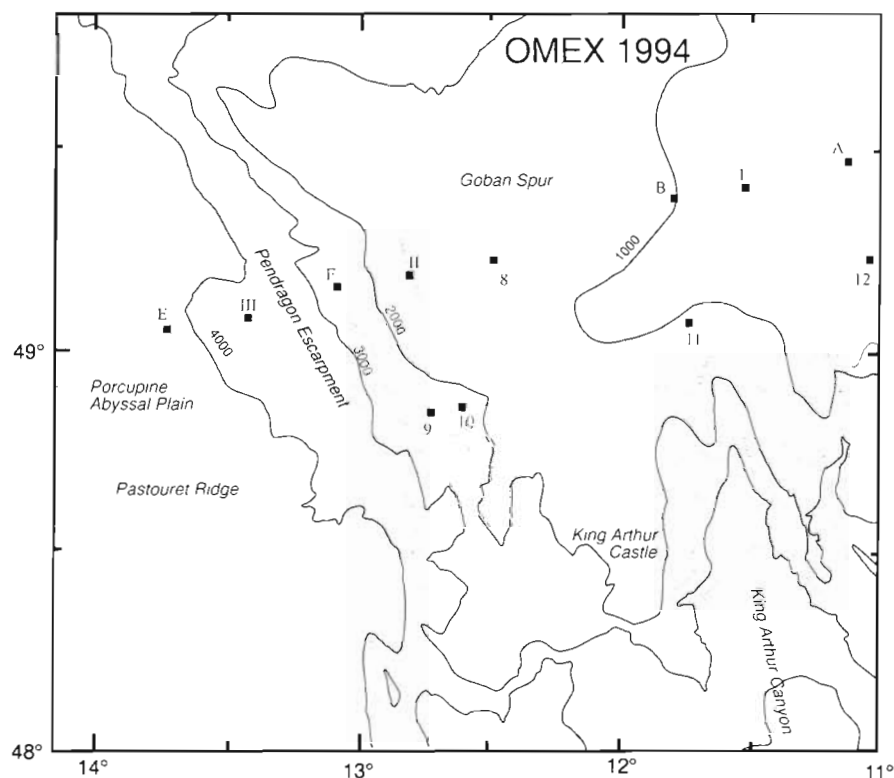 OMEX 1994
A
I
Goban Spur
B
1000
II
8
12
F
Pendragon Escarpment
2000
E
III
4000
3000
11
49°
Porcupine
Abyssal Plain
9
10
Pastouret Ridge
King Arthur
Castle
King Arthur Canyon
48°
14°
13°
12°
11°